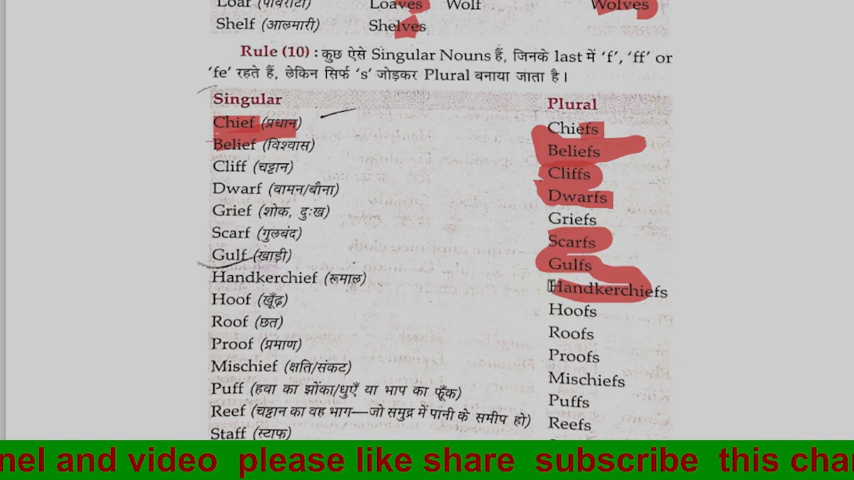 Loaf (पावरोटी) Loaves Wolf Wolves
Shelf (आलमारी) Shelves
Rule (10) : कुछ ऐसे Singular Nouns हैं, जिनके last में 'f', 'ff' or
'fe' रहते हैं, लेकिन सिर्फ 's' जोड़कर Plural बनाया जाता है।
Singular Plural
Chief (प्रधान) Chiefs
Belief (विश्वास) Beliefs
Cliff (चट्टान) Cliffs
Dwarf (वामन/बौना) Dwarfs
Grief (शोक, दुःख) Griefs
Scarf (गुलबंद) Scarfs
Gulf (खाड़ी) Gulfs
Handkerchief (रूमाल) Handkerchiefs
Hoof (खूँढ़) Hoofs
Roof (छत) Roofs
Proof (प्रमाण) Proofs
Mischief (क्षति/संकट) Mischiefs
Puff (हवा का झोंका/धुएँ या भाप का फूँक) Puffs
Reef (चट्टान का वह भाग—जो समुद्र में पानी के समीप हो) Reefs
Staff (स्टाफ)
nel and video please like share subscribe this cha